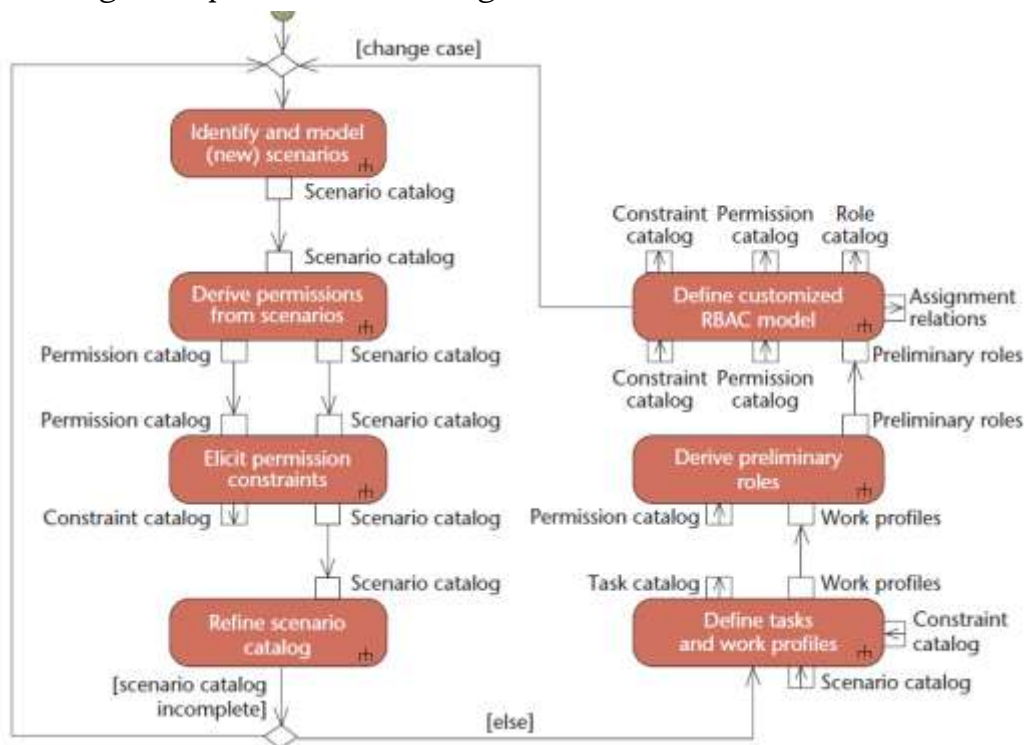 [change case]
Identify and model
(new) scenarios
Scenario catalog
Scenario catalog
Derive permissions
from scenarios
Permission catalog
Scenario catalog
Permission catalog
Scenario catalog
Elicit permission
constraints
Constraint catalog
Scenario catalog
Scenario catalog
Refine scenario
catalog
[scenario catalog
incomplete]
[else]
Constraint
catalog
Permission
catalog
Role
catalog
Define customized
RBAC model
Assignment
relations
Constraint
catalog
Permission
catalog
Preliminary roles
Preliminary roles
Derive preliminary
roles
Permission catalog
Work profiles
Task catalog
Work profiles
Define tasks
and work profiles
Constraint
catalog
Scenario catalog